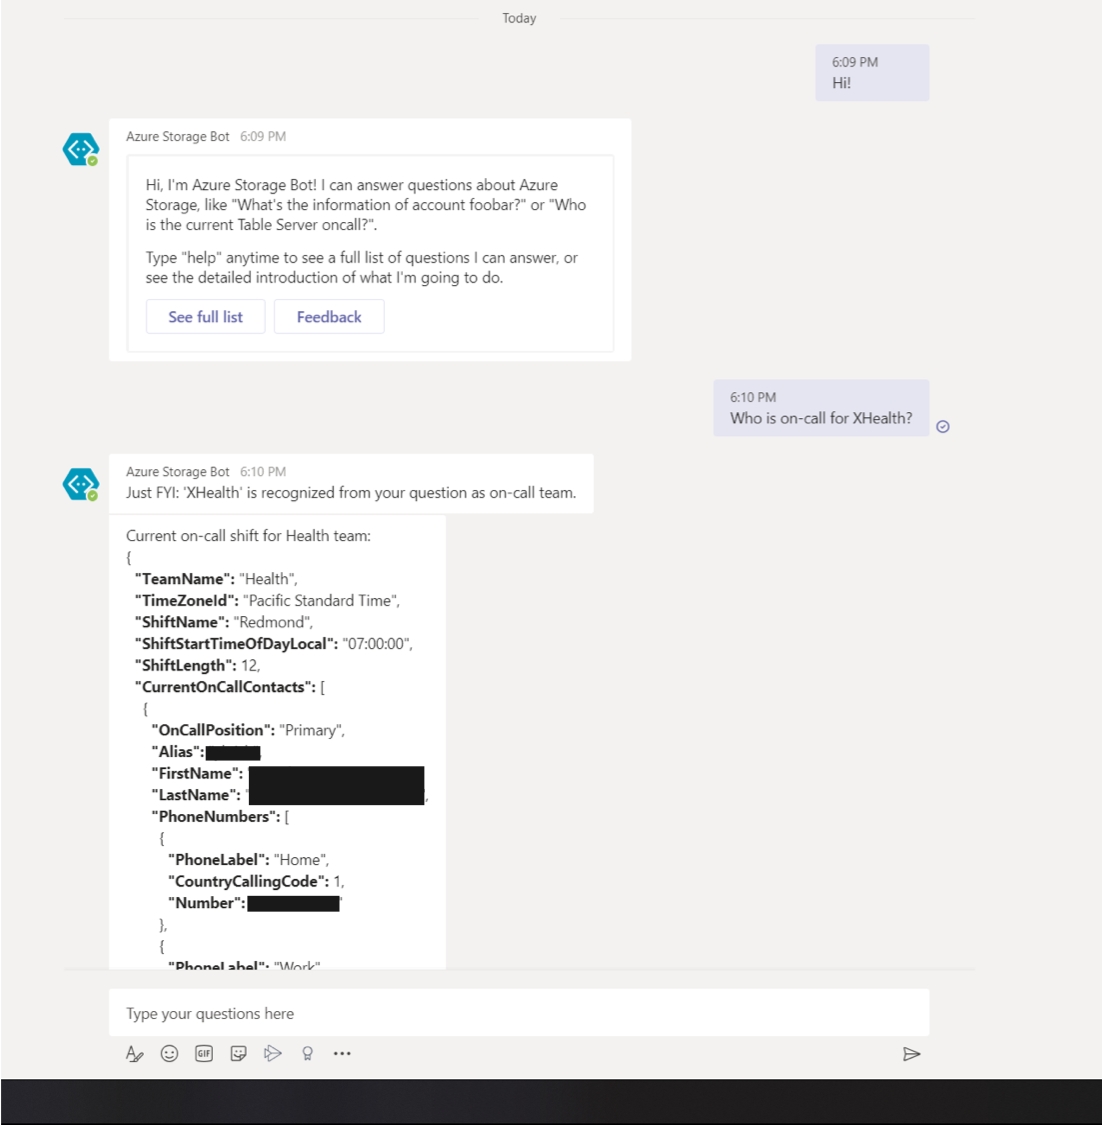 Today
6:09 PM
Hi!
Azure Storage Bot 6:09 PM
Hi, I'm Azure Storage Bot! I can answer questions about Azure
Storage, like "What's the information of account foobar?" or "Who
is the current Table Server oncall?".
Type "help" anytime to see a full list of questions I can answer, or
see the detailed introduction of what I'm going to do.
See full list Feedback
6:10 PM
Who is on-call for XHealth?
Azure Storage Bot 6:10 PM
Just FYI: 'XHealth' is recognized from your question as on-call team.
Current on-call shift for Health team:
{
"TeamName": "Health",
"TimeZoneId": "Pacific Standard Time",
"ShiftName": "Redmond",
"ShiftStartTimeOfDayLocal": "07:00:00",
"ShiftLength": 12,
"CurrentOnCallContacts": [
{
"OnCallPosition": "Primary",
"Alias":
"FirstName": "
"LastName": "",
"PhoneNumbers": [
{
"PhoneLabel": "Home",
"CountryCallingCode": 1,
"Number": "
},
{
"PhoneLabel": "Work"
Type your questions here
GIF